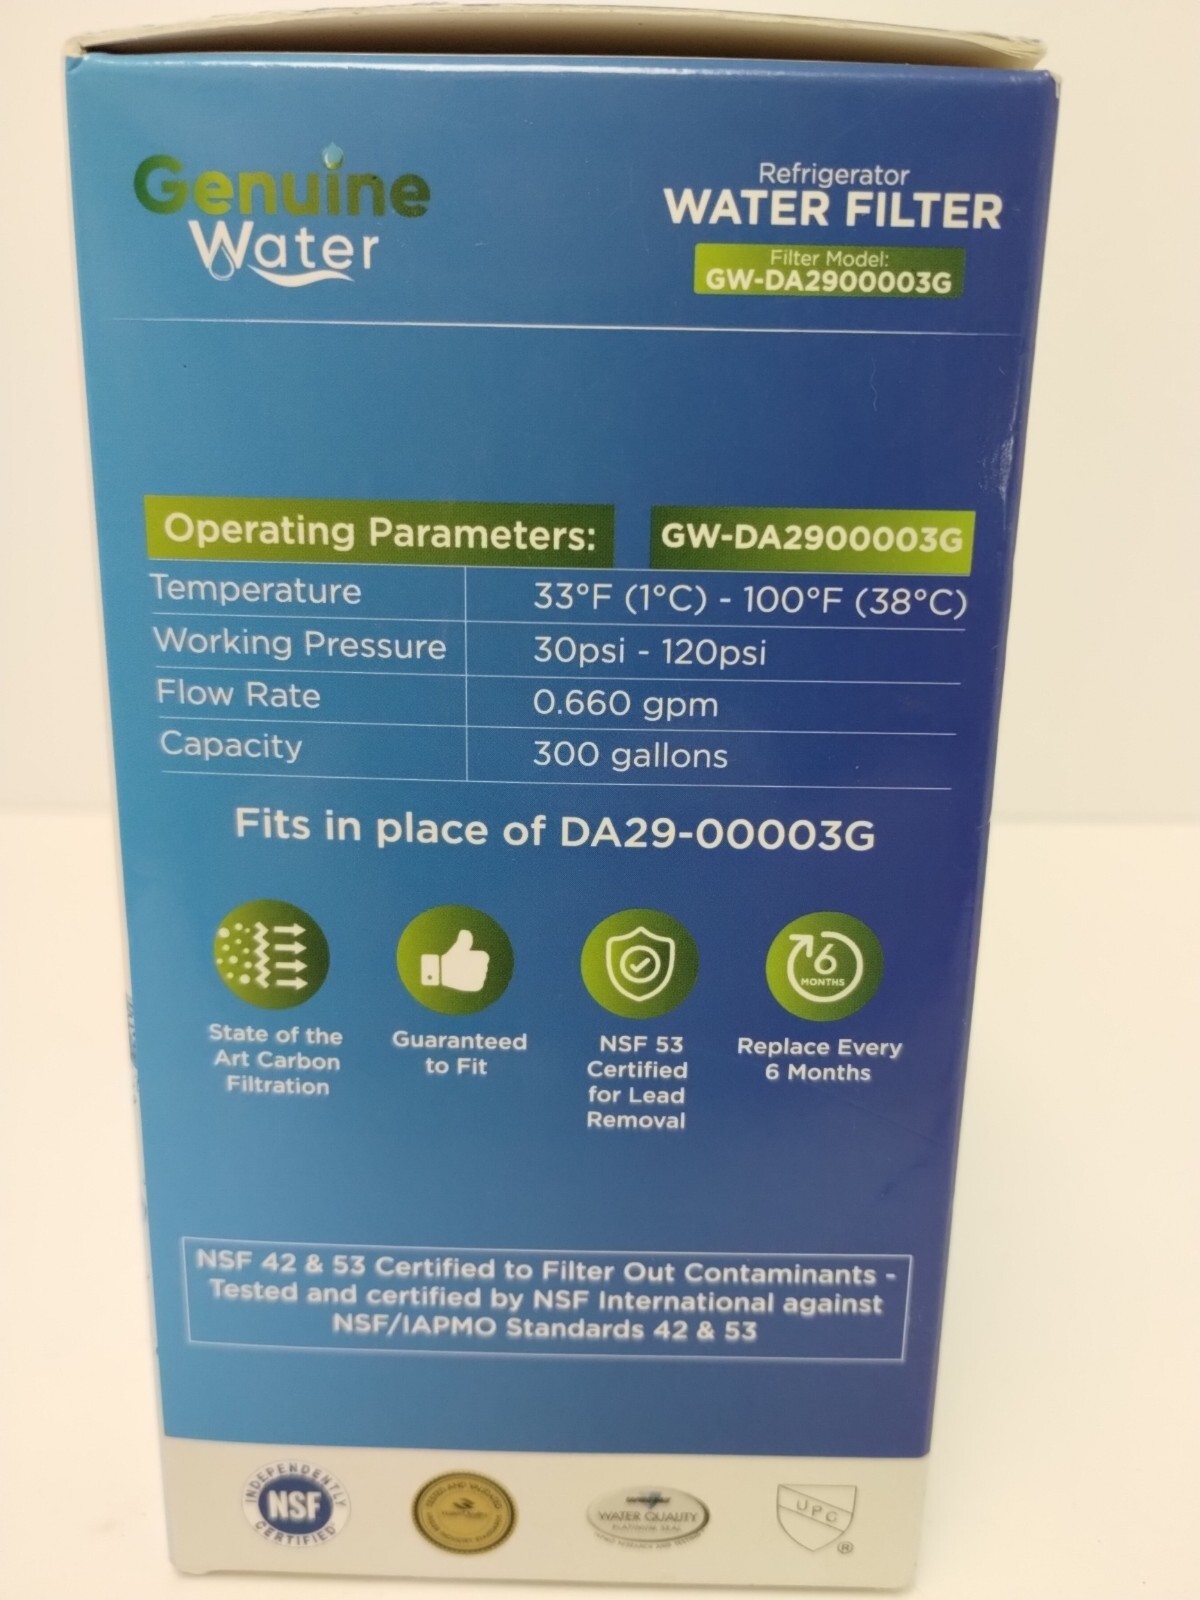 Genuine
Water
Refrigerator
WATER FILTER
Filter Model:
GW-DA2900003G
Operating Parameters: GW-DA2900003G
Temperature 33°F (1°C) - 100°F (38°C)
Working Pressure 30psi - 120psi
Flow Rate 0.660 gpm
Capacity 300 gallons
Fits in place of DA29-00003G
State of the
Art Carbon
Filtration
Guaranteed
to Fit
NSF 53
Certified
for Lead
Removal
6
MONTHS
Replace Every
6 Months
NSF 42 & 53 Certified to Filter Out Contaminants -
Tested and certified by NSF International against
NSF/IAPMO Standards 42 & 53
INDEPENDENTLY
NSF
CERTIFIED
WATER QUALITY
PLATINUM SEAL
UPC
®